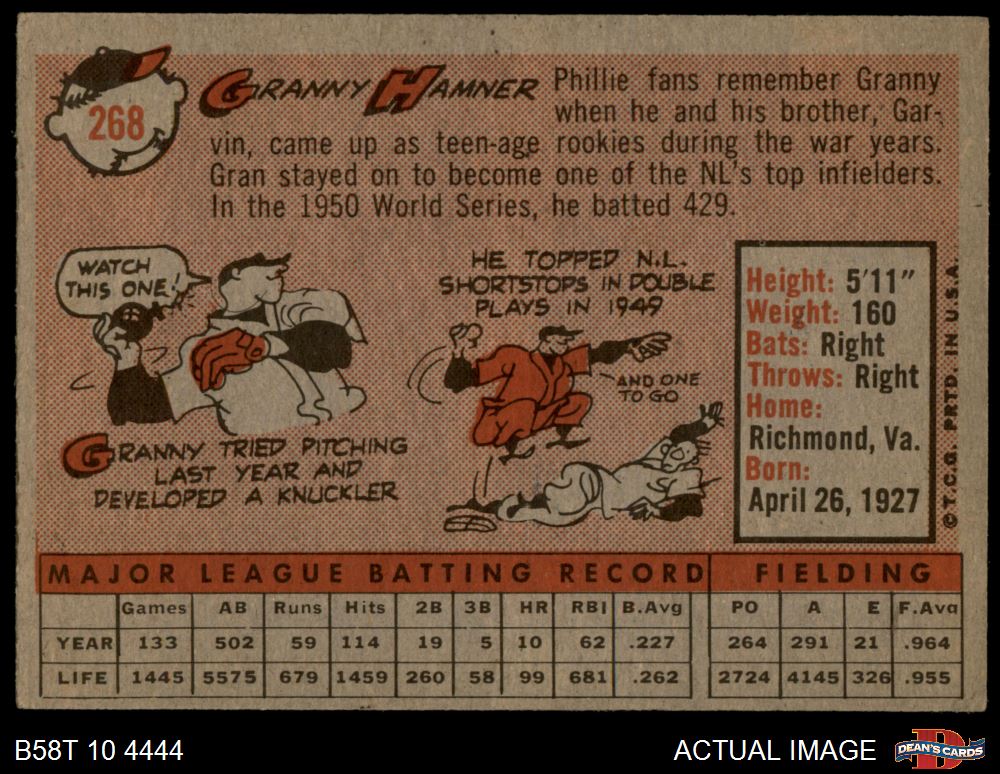 268
GRANNY HAMNER
Phillie fans remember Granny
when he and his brother, Gar-
vin, came up as teen-age rookies during the war years.
Gran stayed on to become one of the NL's top infielders.
In the 1950 World Series, he batted 429.
WATCH
THIS ONE!
GRANNY TRIED PITCHING
LAST YEAR AND
DEVELOPED A KNUCKLER
HE TOPPED N.L.
SHORTSTOPS IN DOUBLE
PLAYS IN 1949
AND ONE
TO GO
Height: 5'11"
Weight: 160
Bats: Right
Throws: Right
Home:
Richmond, Va.
Born:
April 26, 1927
© T.C.G. PRTD. IN U.S.A.
MAJOR LEAGUE BATTING RECORD FIELDING
Games AB Runs Hits 2B 3B HR RBI B.Avg PO A E F.Avg
YEAR 133 502 59 114 19 5 10 62 .227 264 291 21 .964
LIFE 1445 5575 679 1459 260 58 99 681 .262 2724 4145 326 .955
B58T 10 4444
ACTUAL IMAGE
D
DEAN'S CARDS